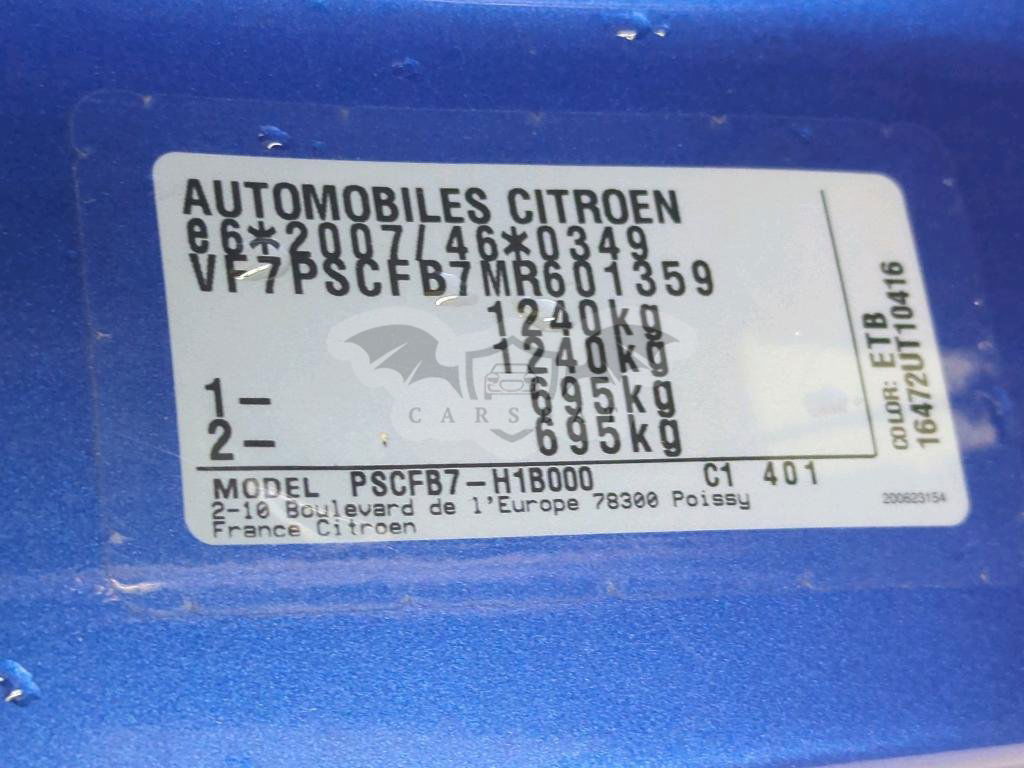 AUTOMOBILES CITROEN
e6*2007/46*0349
VF7PSCFB7MR601359
1240kg
1240kg
1- 695kg
2- 695kg
MODEL PSCFB7-H1B000 C1 401
2-10 Boulevard de l'Europe 78300 Poissy
France Citroen
COLOR: ETB
16472UT10416
200623154
CARS